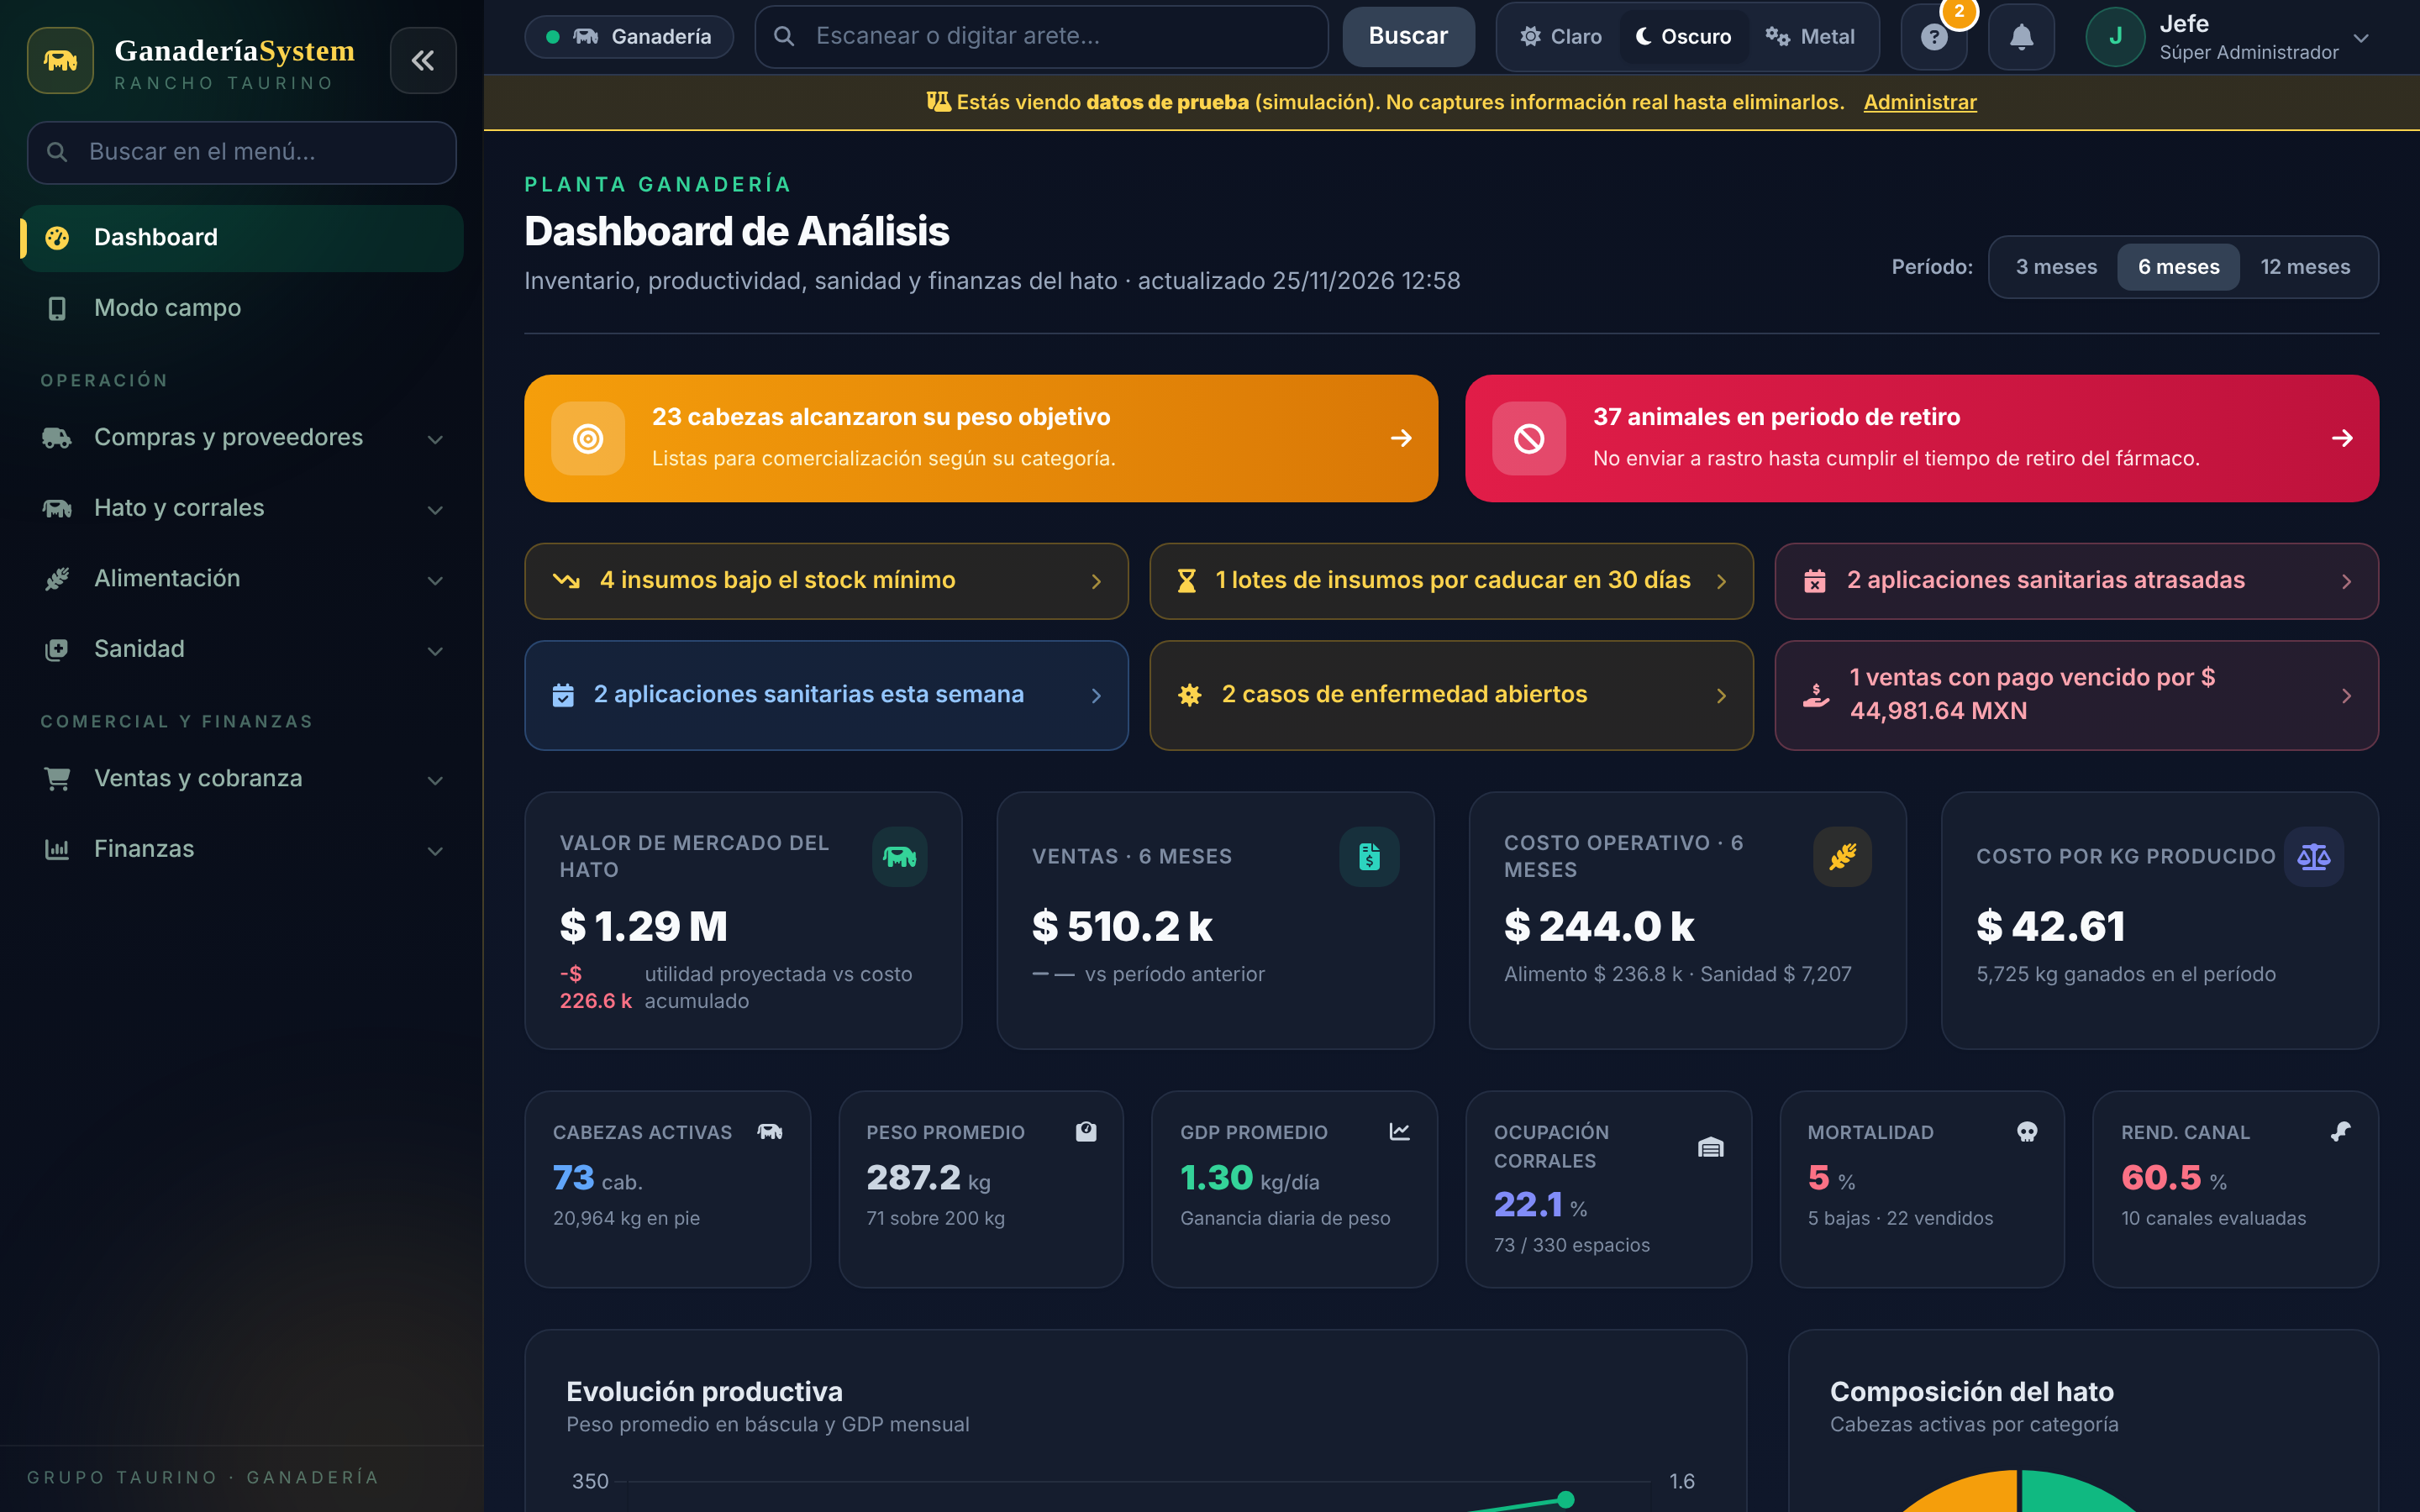 GanaderíaSystem
RANCHO TAURINO
Buscar en el menú...
Dashboard
Modo campo
OPERACIÓN
Compras y proveedores
Hato y corrales
Alimentación
Sanidad
COMERCIAL Y FINANZAS
Ventas y cobranza
Finanzas
GRUPO TAURINO · GANADERÍA
Ganadería
Escanear o digitar arete...
Buscar
Claro
Oscuro
Metal
?
2
J
Jefe
Súper Administrador
Estás viendo datos de prueba (simulación). No captures información real hasta eliminarlos. Administrar
PLANTA GANADERÍA
Dashboard de Análisis
Inventario, productividad, sanidad y finanzas del hato · actualizado 25/11/2026 12:58
Período: 3 meses 6 meses 12 meses
23 cabezas alcanzaron su peso objetivo
Listas para comercialización según su categoría.
37 animales en periodo de retiro
No enviar a rastro hasta cumplir el tiempo de retiro del fármaco.
4 insumos bajo el stock mínimo
1 lotes de insumos por caducar en 30 días
2 aplicaciones sanitarias atrasadas
2 aplicaciones sanitarias esta semana
2 casos de enfermedad abiertos
1 ventas con pago vencido por $
44,981.64 MXN
VALOR DE MERCADO DEL
HATO
$ 1.29 M
-$
226.6 k
utilidad proyectada vs costo
acumulado
VENTAS · 6 MESES
$ 510.2 k
— — vs período anterior
COSTO OPERATIVO · 6
MESES
$ 244.0 k
Alimento $ 236.8 k · Sanidad $ 7,207
COSTO POR KG PRODUCIDO
$ 42.61
5,725 kg ganados en el período
CABEZAS ACTIVAS
73 cab.
20,964 kg en pie
PESO PROMEDIO
287.2 kg
71 sobre 200 kg
GDP PROMEDIO
1.30 kg/día
Ganancia diaria de peso
OCUPACIÓN
CORRALES
22.1 %
73 / 330 espacios
MORTALIDAD
5 %
5 bajas · 22 vendidos
REND. CANAL
60.5 %
10 canales evaluadas
Evolución productiva
Peso promedio en báscula y GDP mensual
350
1.6
Composición del hato
Cabezas activas por categoría